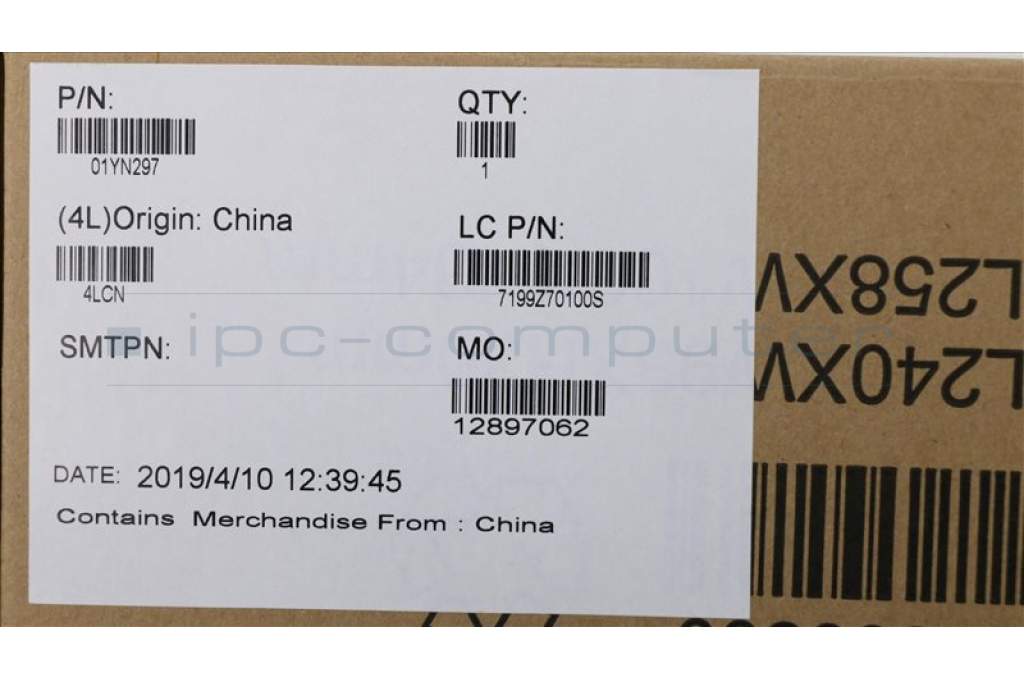 P/N:
01YN297
QTY:
1
(4L)Origin: China
4LCN
LC P/N:
7199Z70100S
SMTPN:
MO:
12897062
DATE: 2019/4/10 12:39:45
Contains Merchandise From : China
ipc-computer
L240XV
L258XV